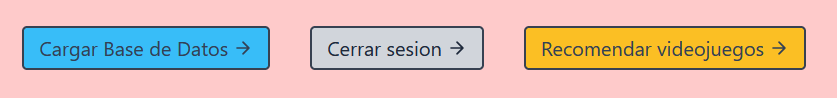 Cargar Base de Datos →
Cerrar sesion →
Recomendar videojuegos →